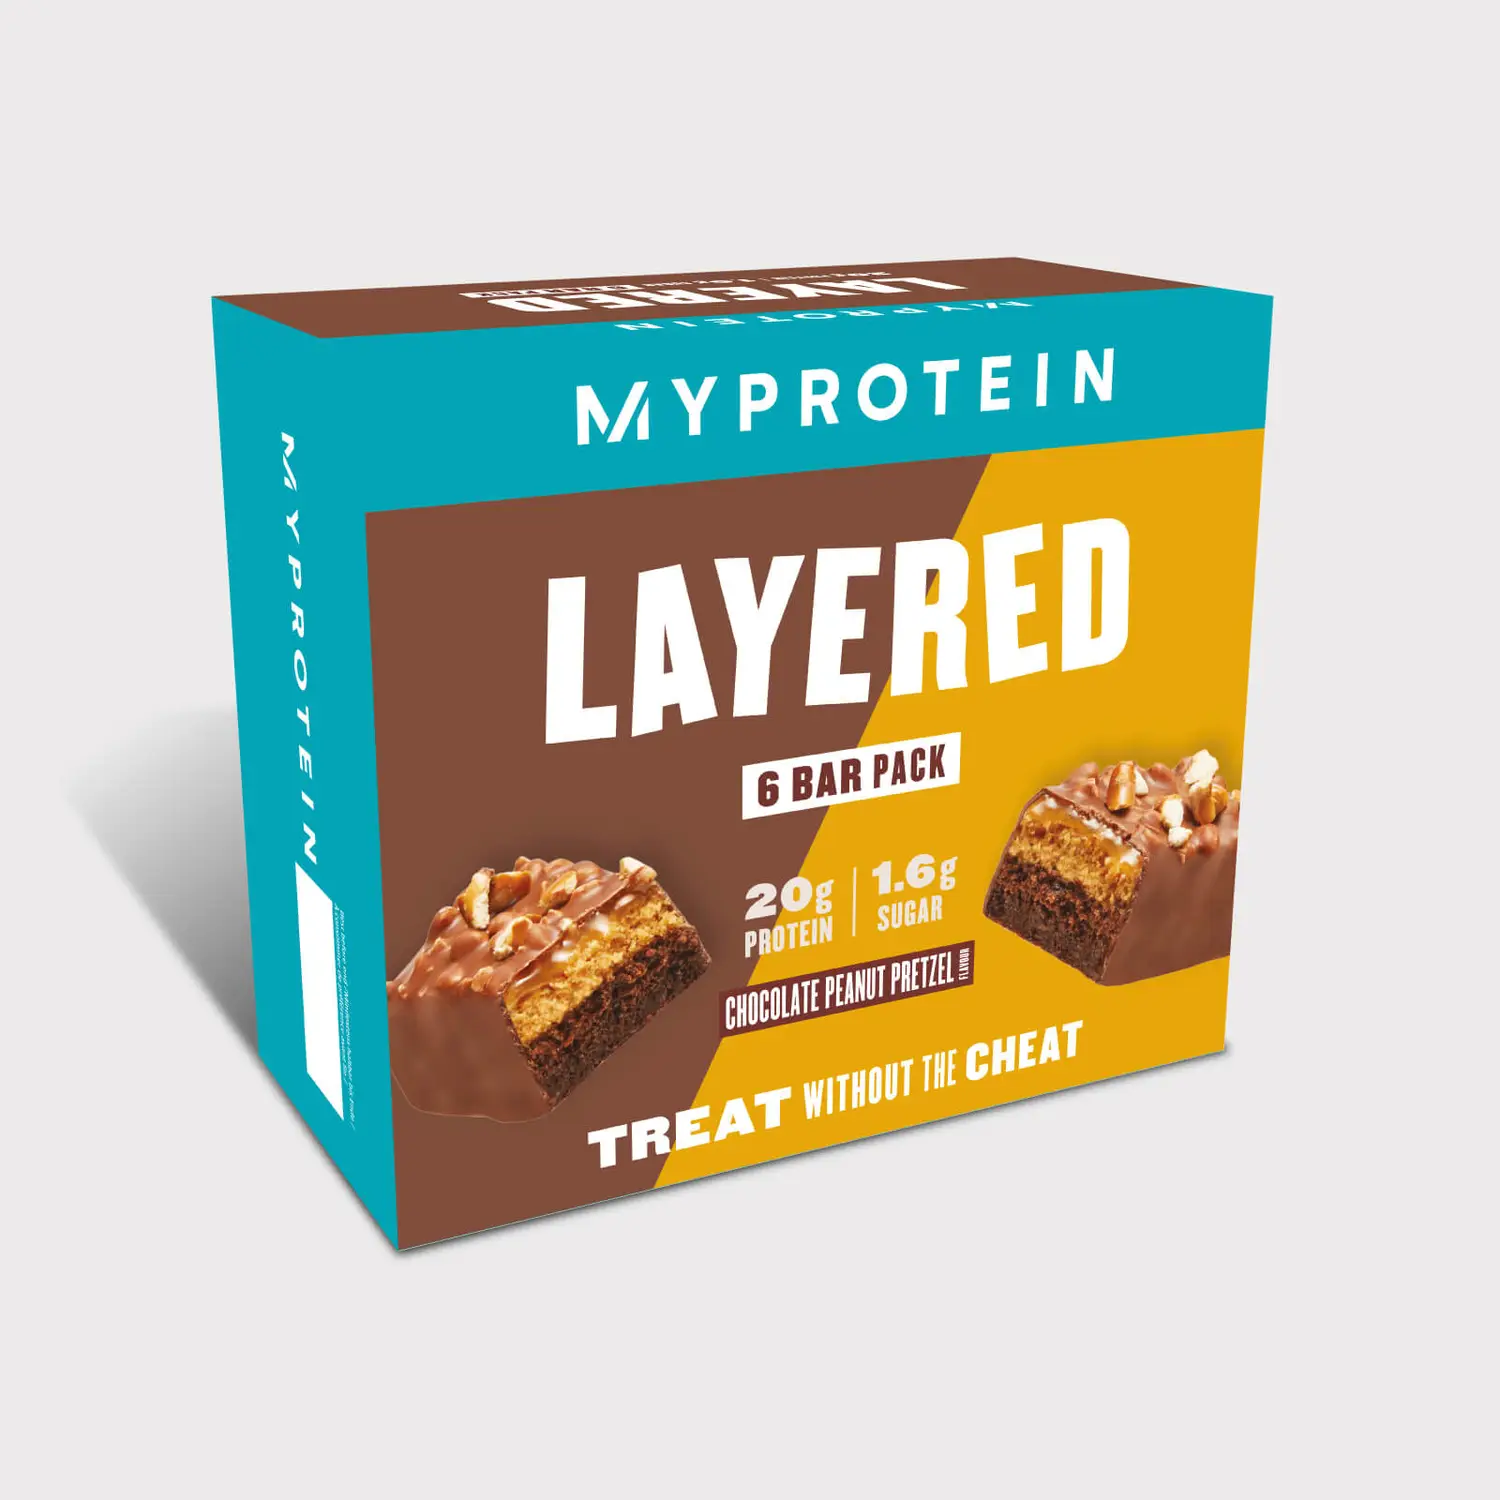 LAYERED
MYPROTEIN
MYPROTEIN
MYPROTEIN
LAYERED
6 BAR PACK
20g PROTEIN
1.6g SUGAR
CHOCOLATE PEANUT PRETZEL FLAVOUR
TREAT WITHOUT THE CHEAT